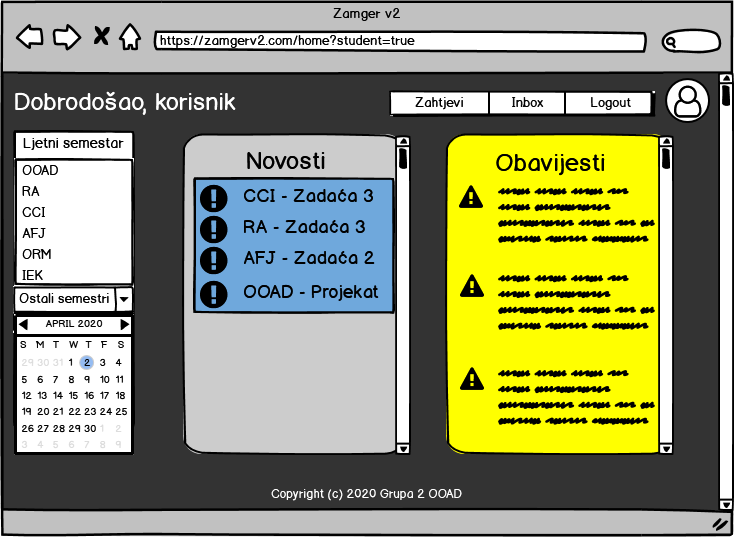 Zamger v2
https://zamgerv2.com/home?student=true
Dobrodošao, korisnik
Zahtjevi
Inbox
Logout
Ljetni semestar
OOAD
RA
CCI
AFJ
ORM
IEK
Ostali semestri
APRIL 2020
S M T W T F S
29 30 31 1 2 3 4
5 6 7 8 9 10 11
12 13 14 15 16 17 18
19 20 21 22 23 24 25
26 27 28 29 30 1 2
3 4 5 6 7 8 9
Novosti
CCI - Zadaća 3
RA - Zadaća 3
AFJ - Zadaća 2
OOAD - Projekat
Obavijesti
Copyright (c) 2020 Grupa 2 OOAD